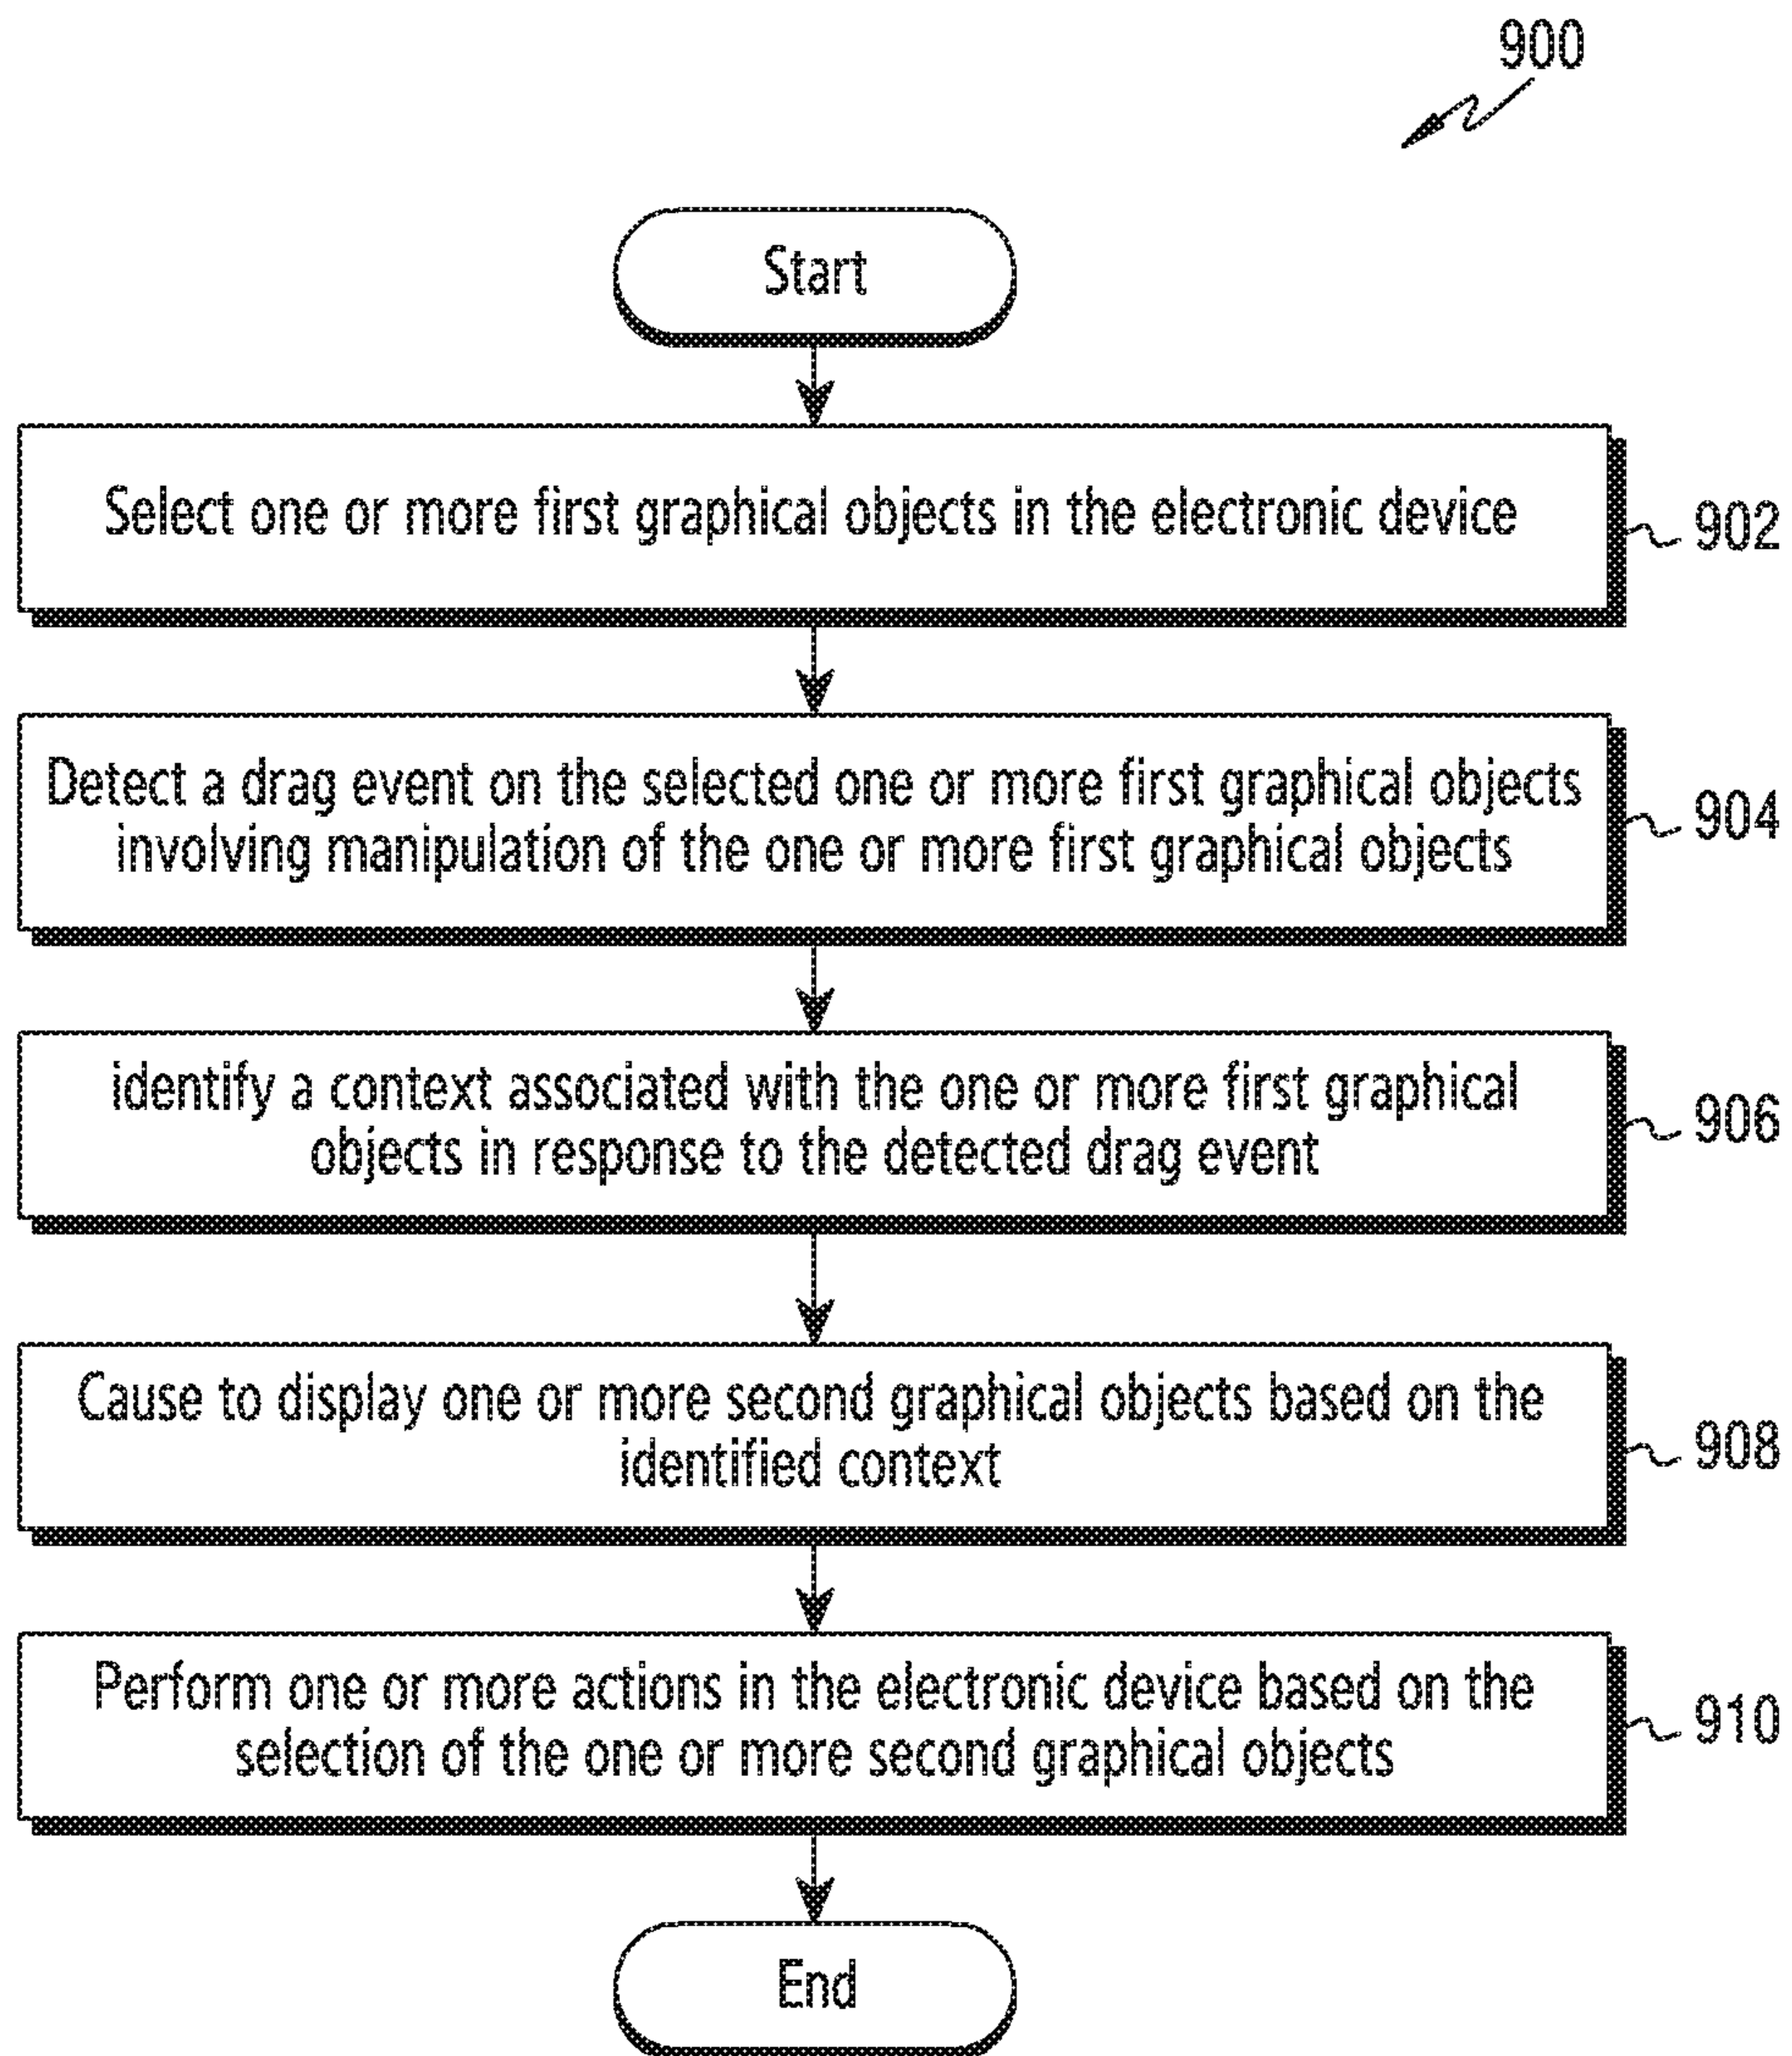 900
Start
Select one or more first graphical objects in the electronic device
902
Detect a drag event on the selected one or more first graphical objects
involving manipulation of the one or more first graphical objects
904
identify a context associated with the one or more first graphical
objects in response to the detected drag event
906
Cause to display one or more second graphical objects based on the
identified context
908
Perform one or more actions in the electronic device based on the
selection of the one or more second graphical objects
910
End